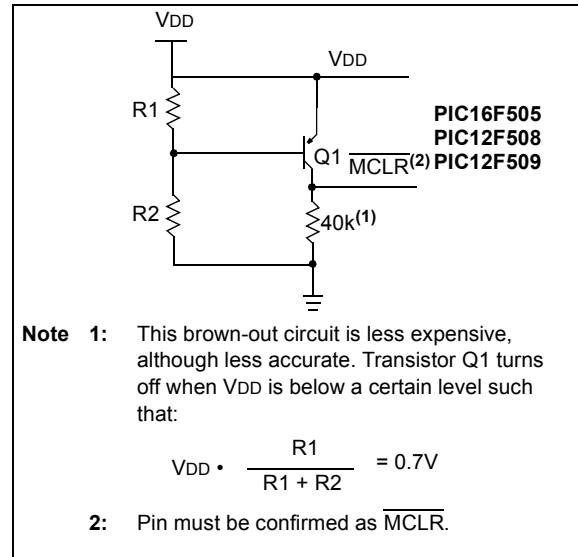 VDD
VDD
R1
PIC16F505
PIC12F508
Q1 MCLR(2) PIC12F509
R2
40k(1)
Note 1: This brown-out circuit is less expensive,
although less accurate. Transistor Q1 turns
off when VDD is below a certain level such
that:
VDD • R1 / R1 + R2 = 0.7V
2: Pin must be confirmed as MCLR.